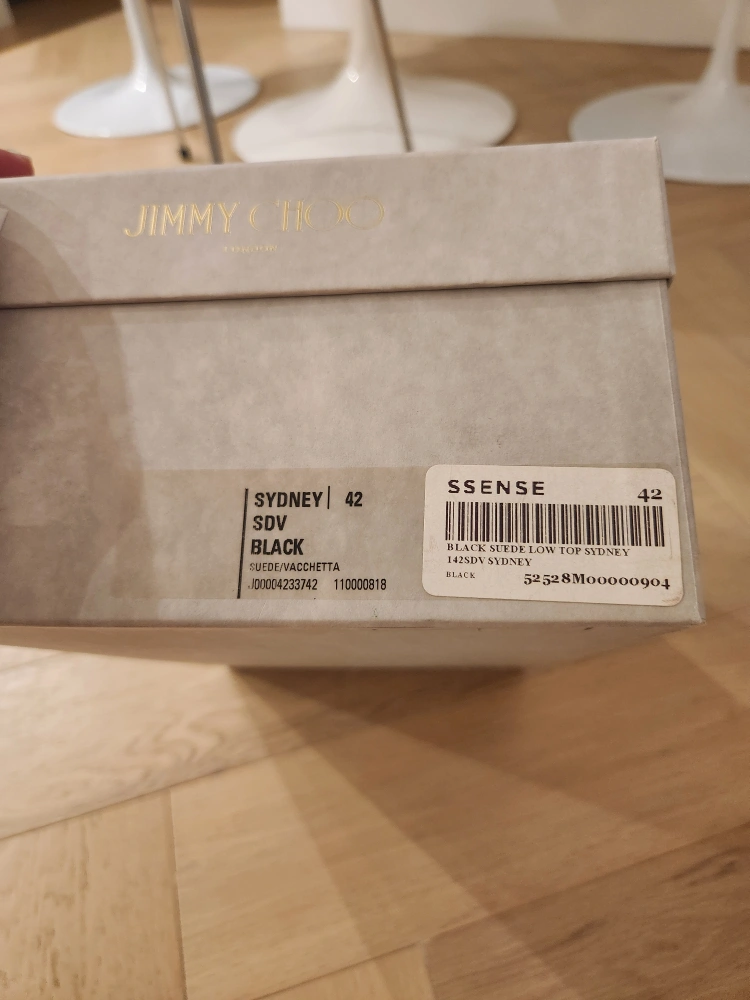 JIMMY CHOO
SYDNEY| 42
SDV
BLACK
SUEDE/VACCHETTA
J00004233742 110000818
SSENSE 42
BLACK SUEDE LOW TOP SYDNEY
142SDV SYDNEY
BLACK 52528M00000904